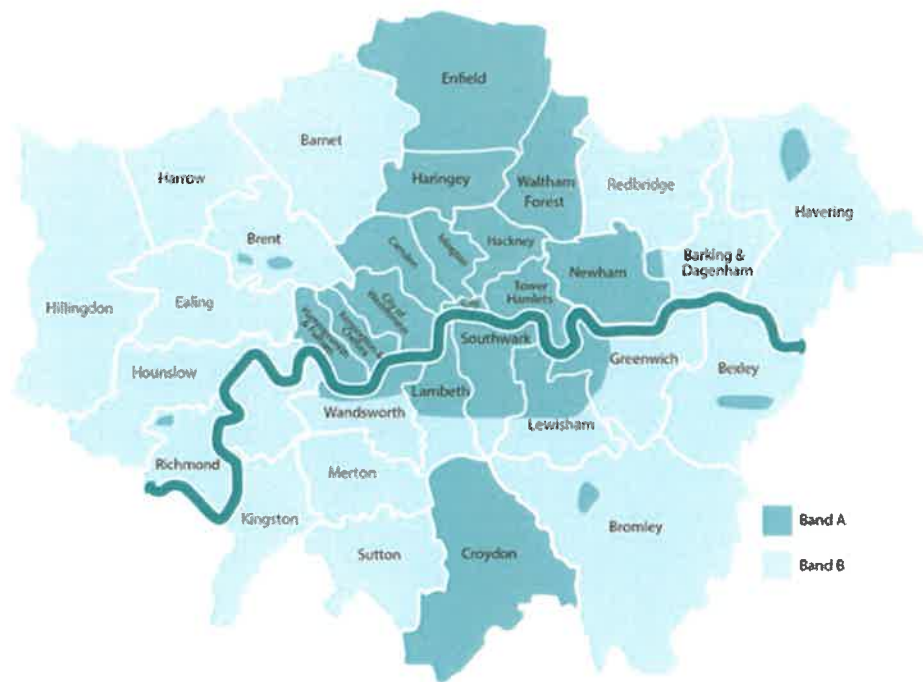 Enfield
Barnet
Harrow
Haringey
Waltham
Forest
Redbridge
Havering
Brent
Camden
Islington
Hackney
Barking &
Dagenham
Newham
Tower
Hamlets
Hillingdon
Ealing
City of
Westminster
Kensington &
Chelsea
Hammersmith
& Fulham
Southwark
Greenwich
Hounslow
Bexley
Lambeth
Wandsworth
Lewisham
Richmond
Merton
Kingston
Bromley
Sutton
Croydon
Band A
Band B